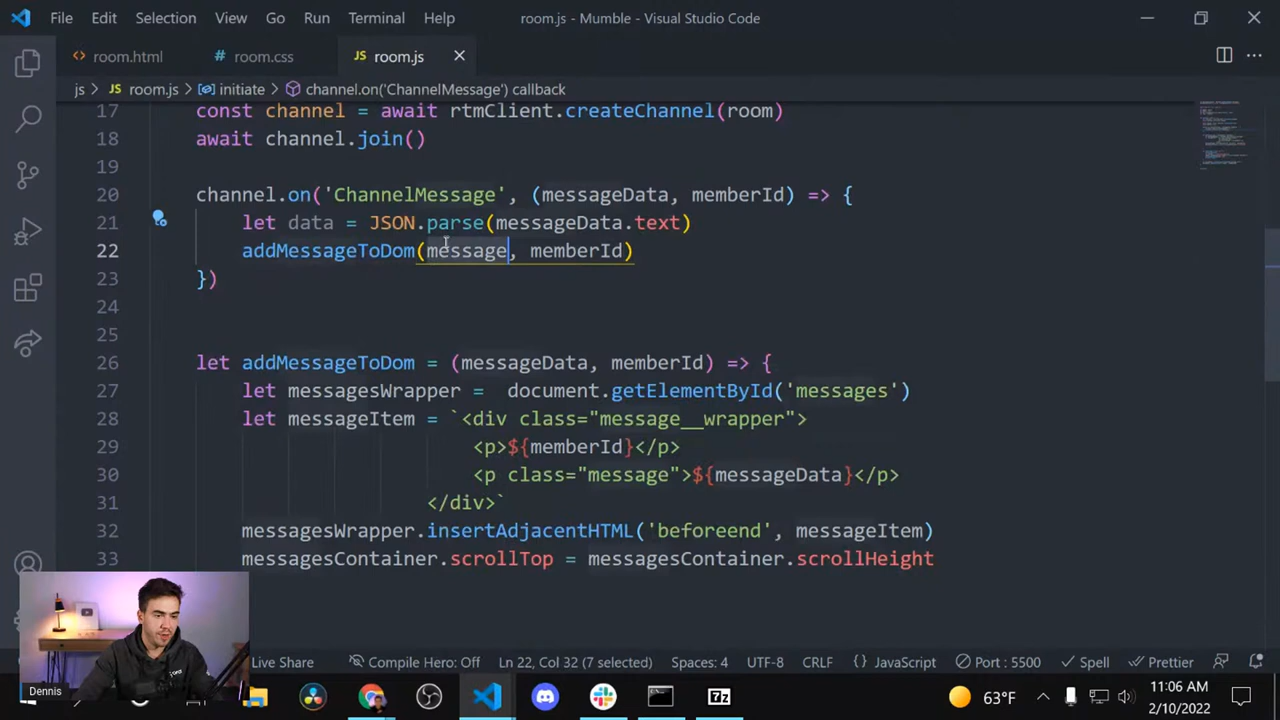 File Edit Selection View Go Run Terminal Help room.js - Mumble - Visual Studio Code
room.html room.css JS room.js
js > JS room.js > initiate > channel.on('ChannelMessage') callback
17 const channel = await rtmClient.createChannel(room)
18 await channel.join()
19
20 channel.on('ChannelMessage', (messageData, memberId) => {
21 let data = JSON.parse(messageData.text)
22 addMessageToDom(message, memberId)
23 })
24
25
26 let addMessageToDom = (messageData, memberId) => {
27 let messagesWrapper = document.getElementById('messages')
28 let messageItem = `<div class="message__wrapper">
29 <p>${memberId}</p>
30 <p class="message">${messageData}</p>
31 </div>`
32 messagesWrapper.insertAdjacentHTML('beforeend', messageItem)
33 messagesContainer.scrollTop = messagesContainer.scrollHeight
Live Share Compile Hero: Off Ln 22, Col 32 (7 selected) Spaces: 4 UTF-8 CRLF {} JavaScript Port : 5500 Spell Prettier
Dennis
7z
63°F
11:06 AM
2/10/2022